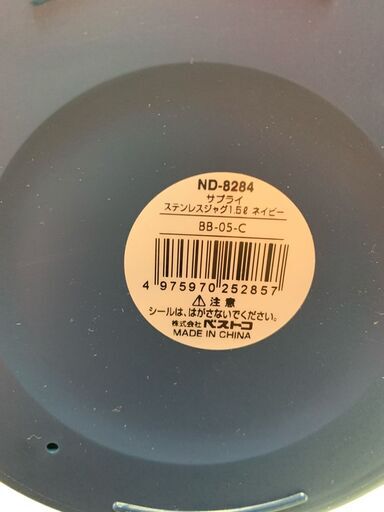 ND-8284
サプライ
ステンレスジャグ1.5ℓ ネイビー
BB-05-C
4 975970 252857
⚠注意
シールは、はがさないでください。
株式会社 ベストコ
MADE IN CHINA